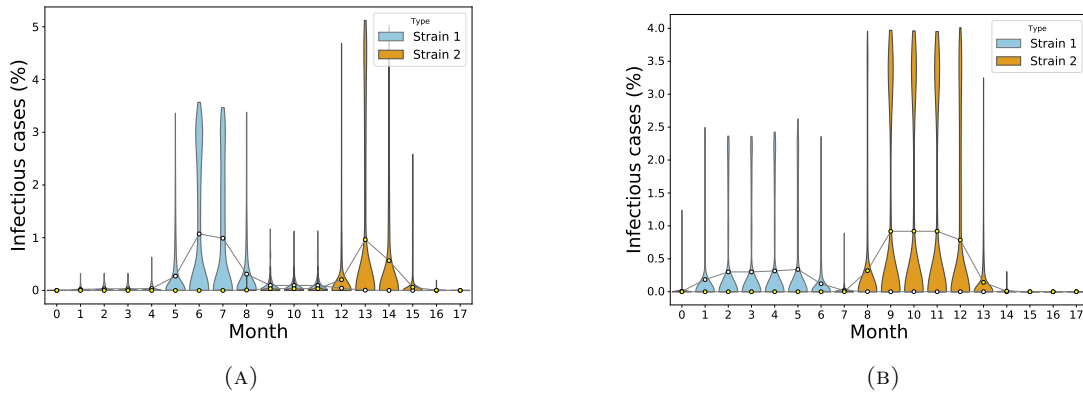 Type
Strain 1
Strain 2
Infectious cases (%)
5
4
3
2
1
0
0 1 2 3 4 5 6 7 8 9 10 11 12 13 14 15 16 17
Month
(A)
Type
Strain 1
Strain 2
Infectious cases (%)
4.0
3.5
3.0
2.5
2.0
1.5
1.0
0.5
0.0
0 1 2 3 4 5 6 7 8 9 10 11 12 13 14 15 16 17
Month
(B)